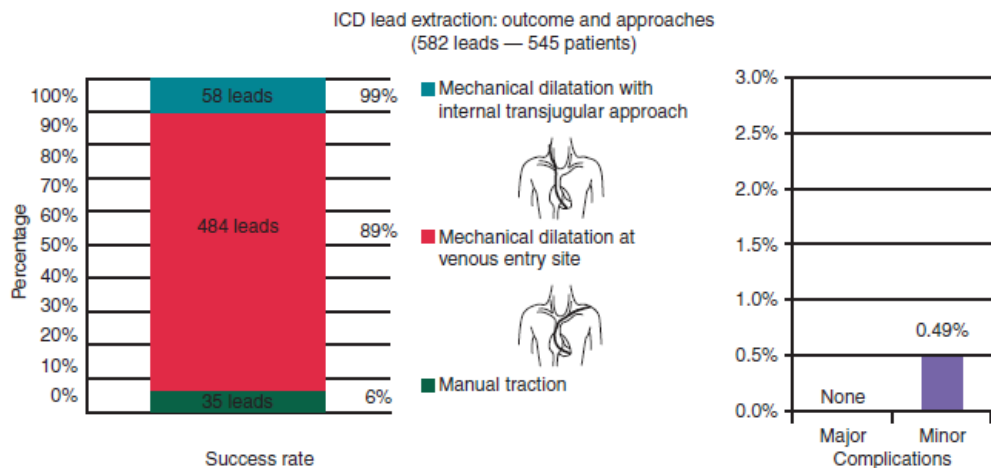 ICD lead extraction: outcome and approaches
(582 leads — 545 patients)
Percentage
100%
90%
80%
70%
60%
50%
40%
30%
20%
10%
0%
58 leads
484 leads
35 leads
99%
89%
6%
Success rate
Mechanical dilatation with
internal transjugular approach
Mechanical dilatation at
venous entry site
Manual traction
3.0%
2.5%
2.0%
1.5%
1.0%
0.5%
0.0%
None
0.49%
Major
Minor
Complications